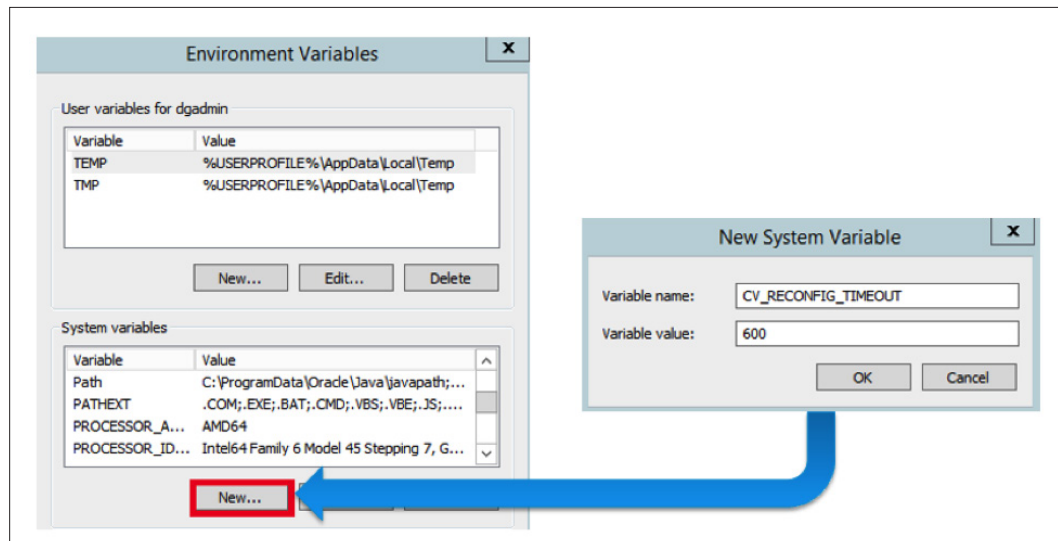 Environment Variables
x
User variables for dgadmin
Variable Value
TEMP %USERPROFILE%\AppData\Local\Temp
TMP %USERPROFILE%\AppData\Local\Temp
New... Edit... Delete
System variables
Variable Value
Path C:\ProgramData\Oracle\Java\javapath;...
PATHEXT .COM;.EXE;.BAT;.CMD;.VBS;.VBE;.JS;....
PROCESSOR_A... AMD64
PROCESSOR_ID... Intel64 Family 6 Model 45 Stepping 7, G...
New...
New System Variable
x
Variable name: CV_RECONFIG_TIMEOUT
Variable value: 600
OK Cancel